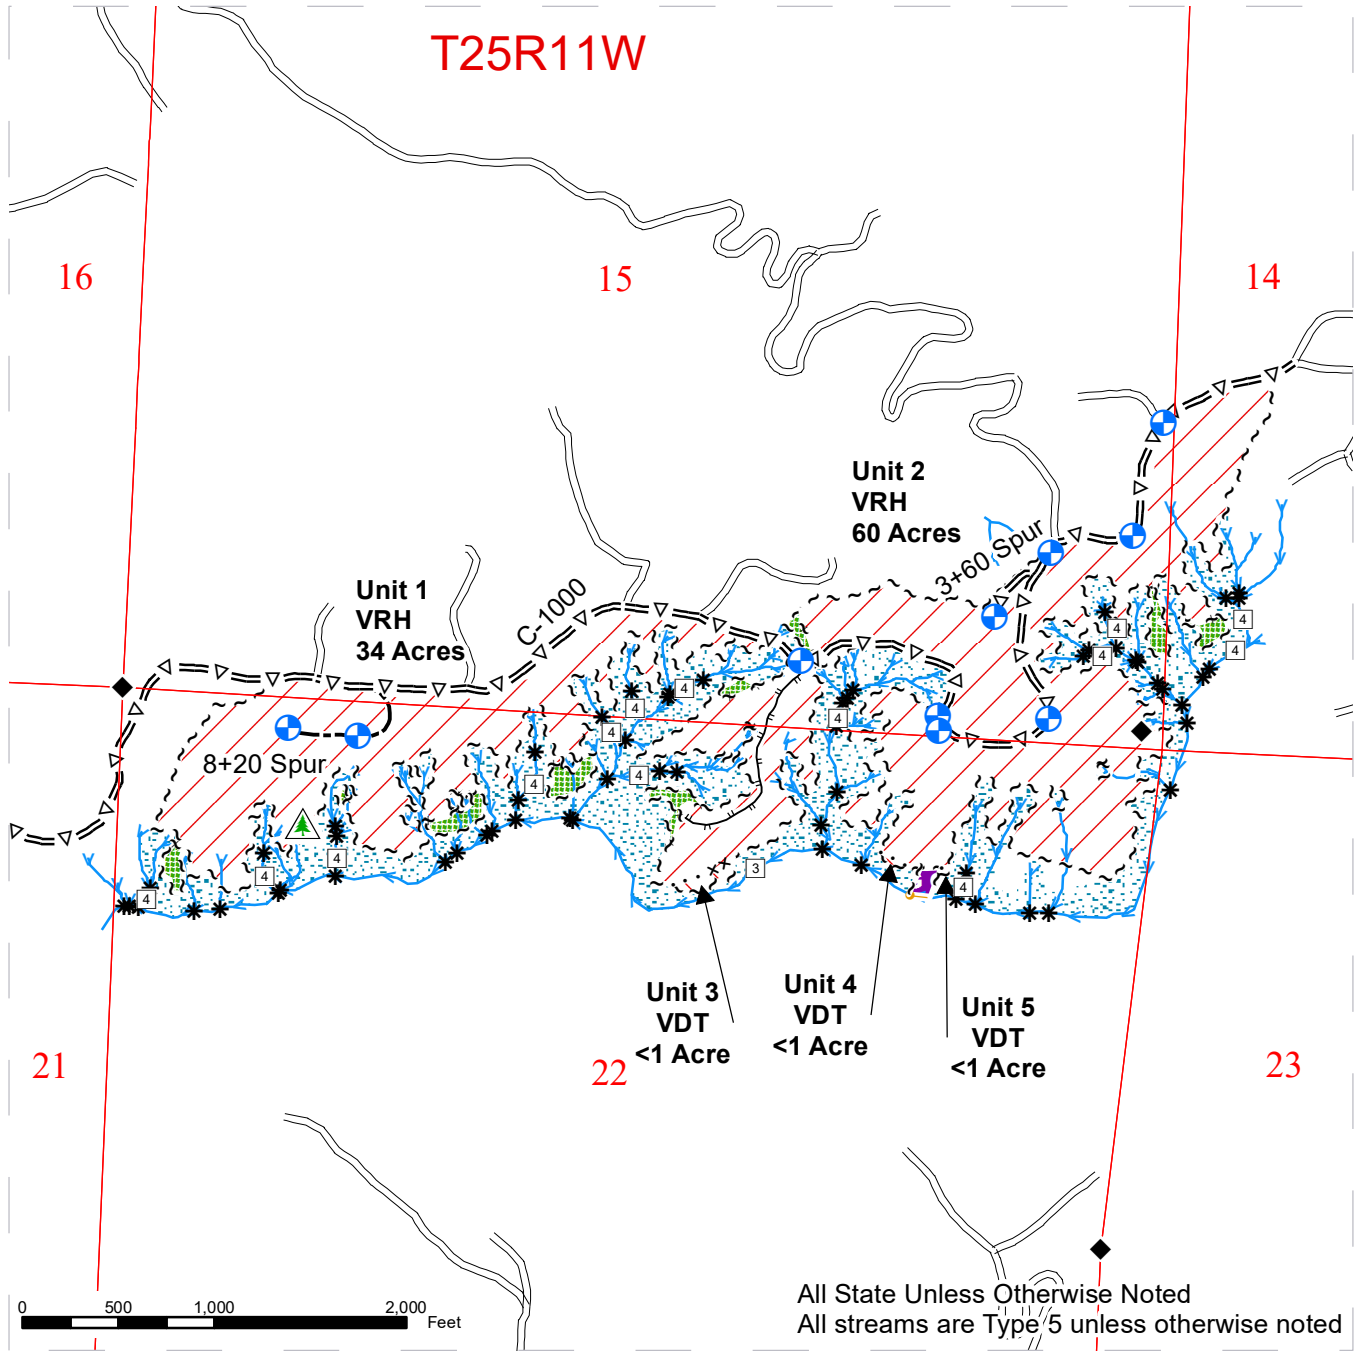 T25R11W
16
15
14
Unit 2
VRH
60 Acres
3+60 Spur
Unit 1
VRH
34 Acres
C-1000
8+20 Spur
4
4
4
4
4
4
4
4
4
4
4
4
4
3
4
4
Unit 3
VDT
<1 Acre
Unit 4
VDT
<1 Acre
Unit 5
VDT
<1 Acre
21
22
23
0 500 1,000 2,000
Feet
All State Unless Otherwise Noted
All streams are Type 5 unless otherwise noted